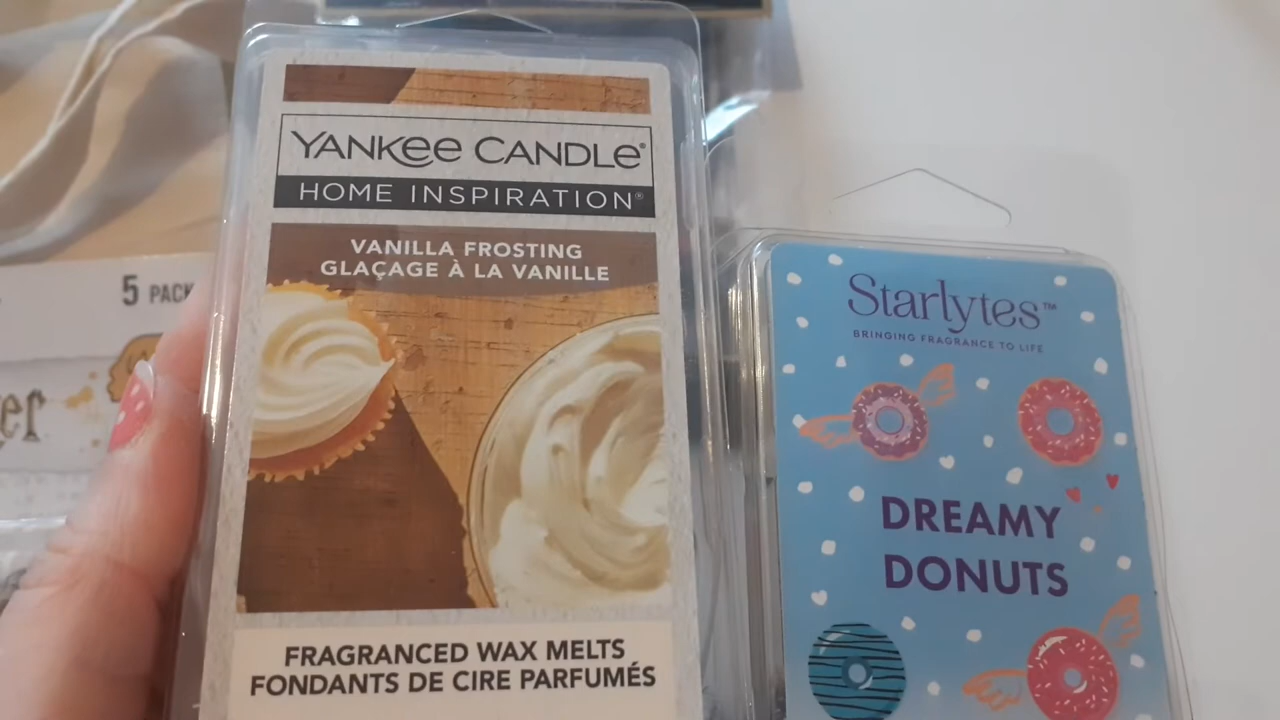 YANKEE CANDLE®
HOME INSPIRATION®
VANILLA FROSTING
GLAÇAGE À LA VANILLE
FRAGRANCED WAX MELTS
FONDANTS DE CIRE PARFUMÉS
Starlytes™
BRINGING FRAGRANCE TO LIFE
DREAMY
DONUTS
5 PACK